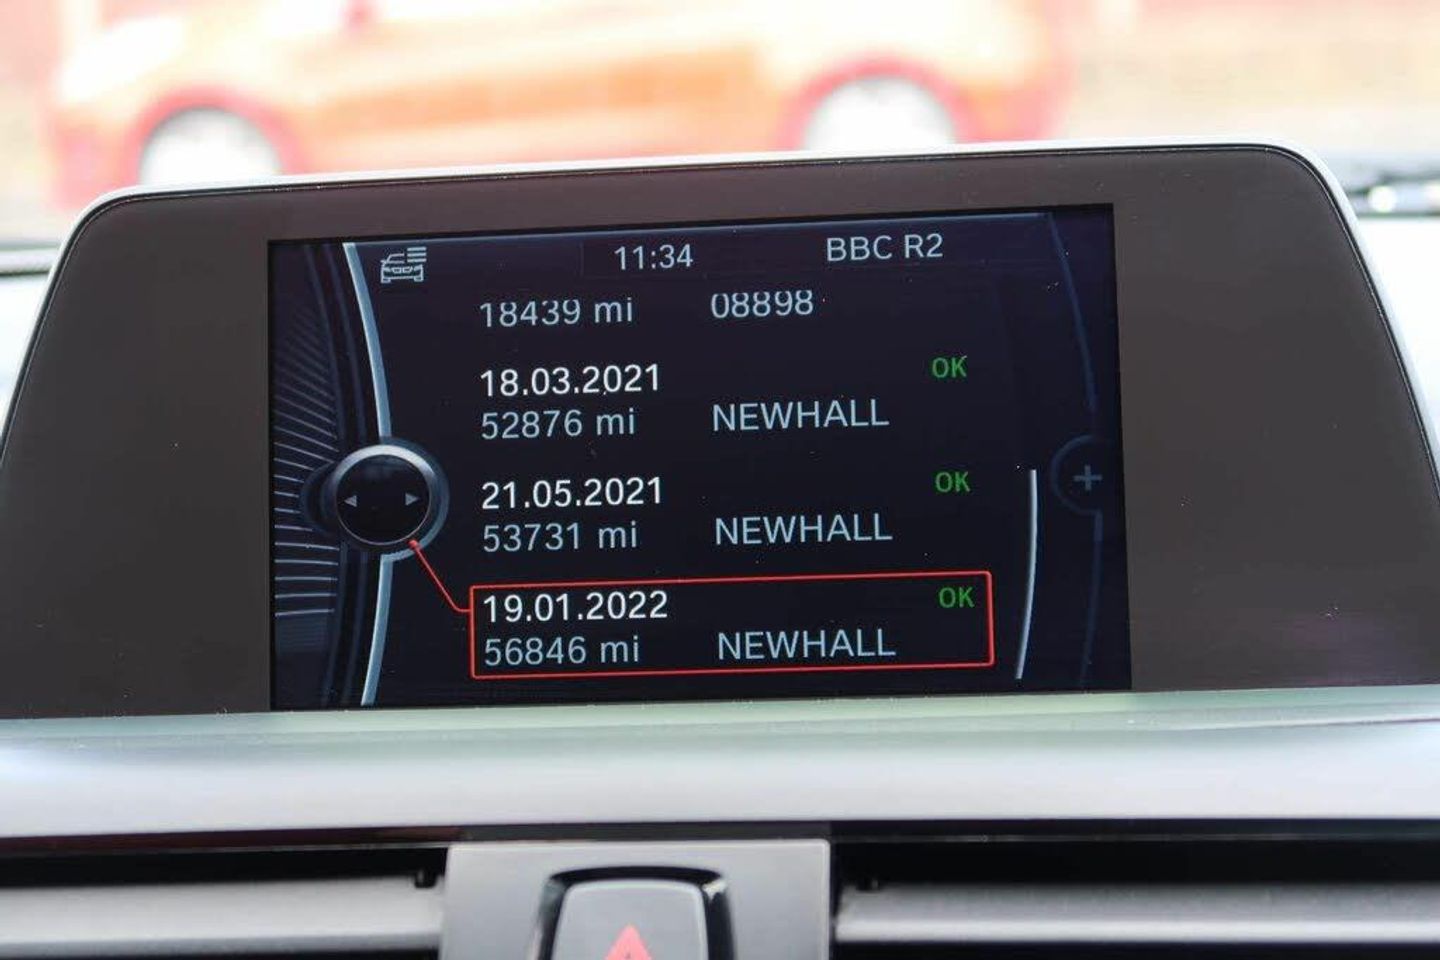 11:34 BBC R2
18439 mi 08898
18.03.2021 OK
52876 mi NEWHALL
21.05.2021 OK
53731 mi NEWHALL
19.01.2022 OK
56846 mi NEWHALL